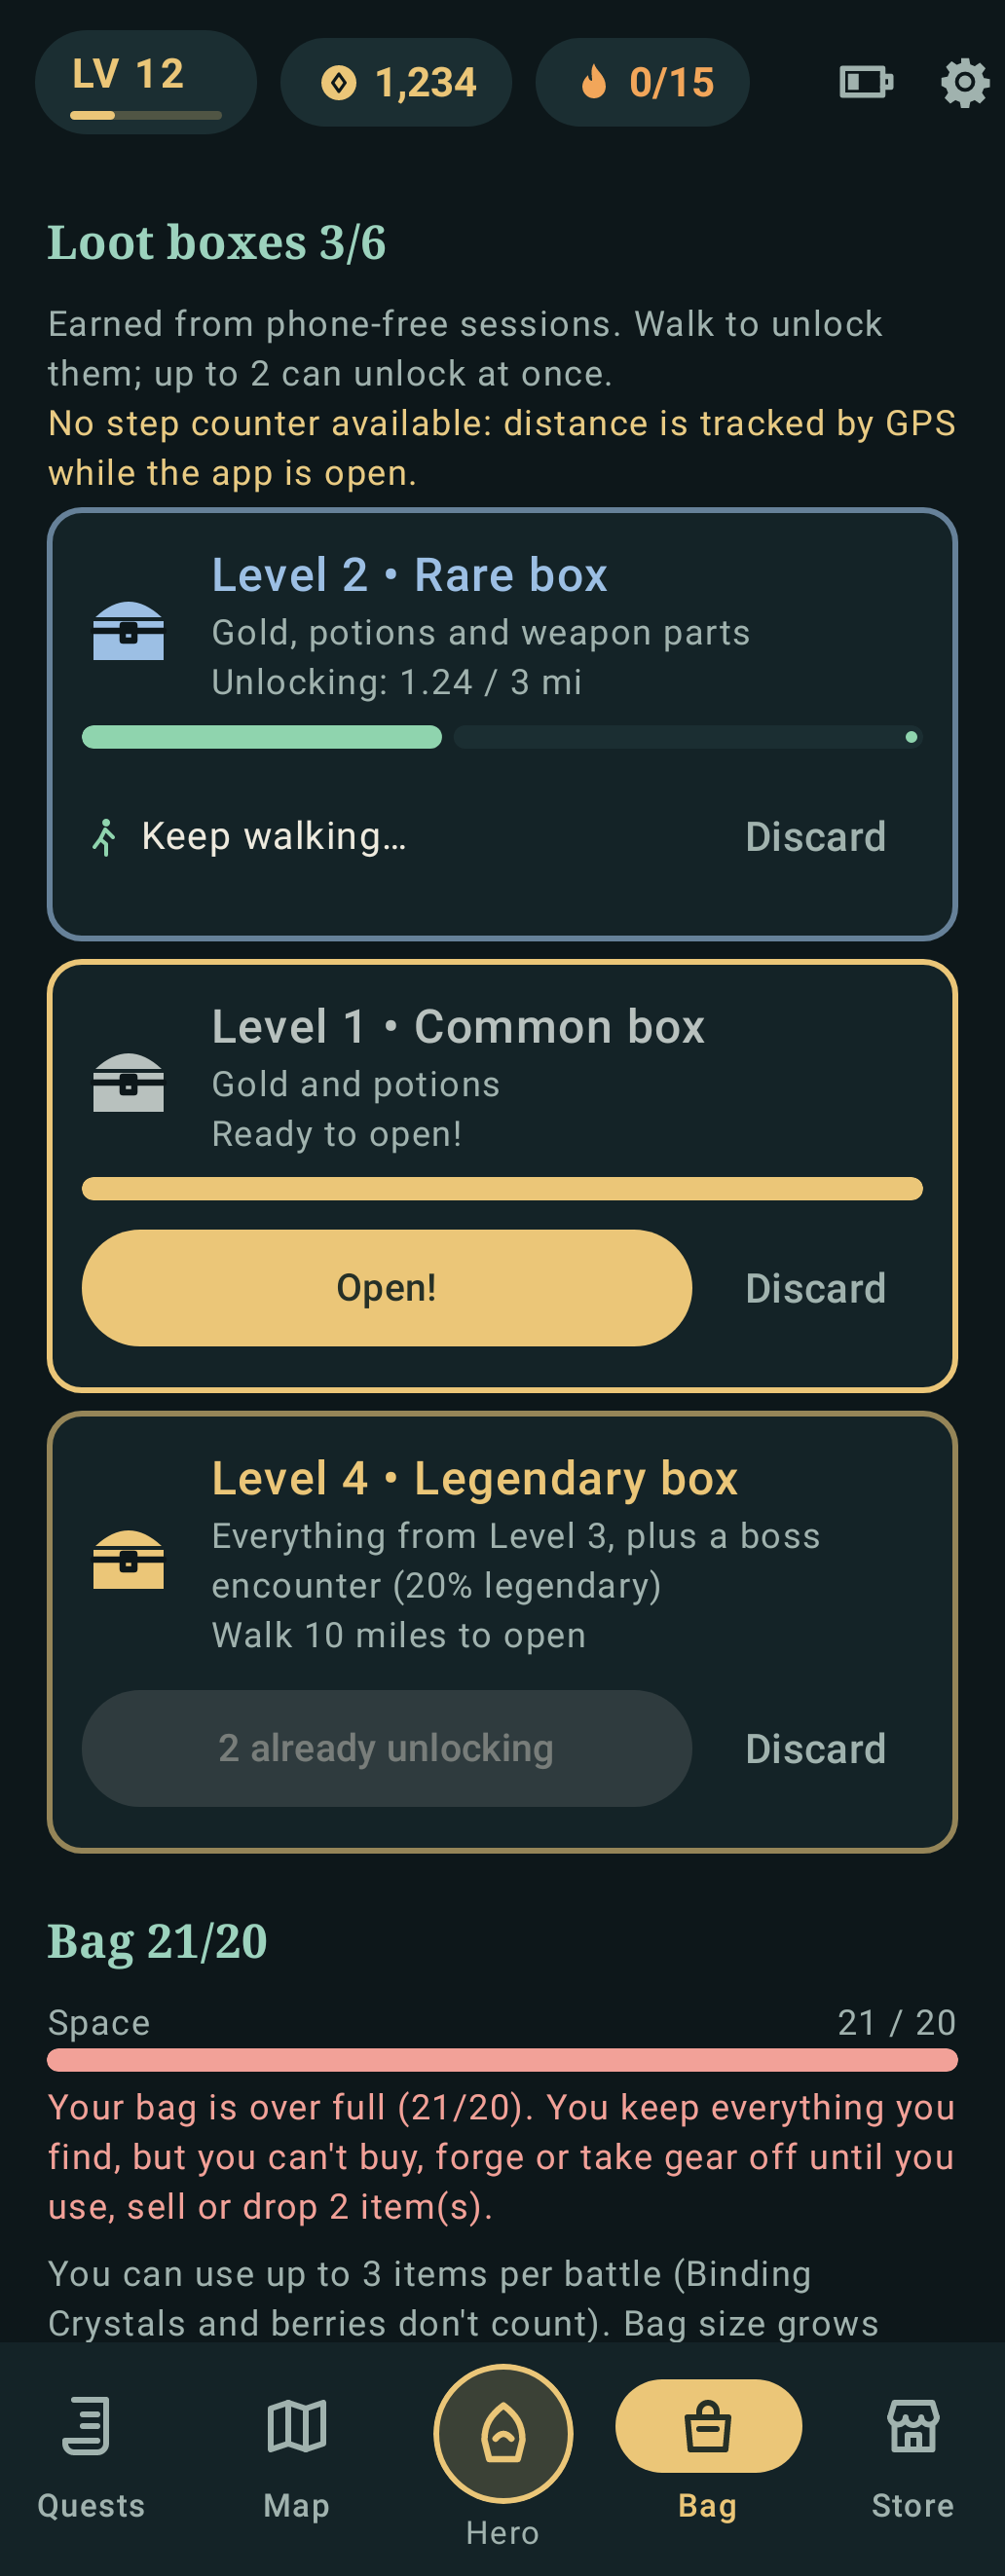 LV 12
1,234
0/15
Loot boxes 3/6
Earned from phone-free sessions. Walk to unlock
them; up to 2 can unlock at once.
No step counter available: distance is tracked by GPS
while the app is open.
Level 2 • Rare box
Gold, potions and weapon parts
Unlocking: 1.24 / 3 mi
Keep walking…
Discard
Level 1 • Common box
Gold and potions
Ready to open!
Open!
Discard
Level 4 • Legendary box
Everything from Level 3, plus a boss
encounter (20% legendary)
Walk 10 miles to open
2 already unlocking
Discard
Bag 21/20
Space
21 / 20
Your bag is over full (21/20). You keep everything you
find, but you can't buy, forge or take gear off until you
use, sell or drop 2 item(s).
You can use up to 3 items per battle (Binding
Crystals and berries don't count). Bag size grows
Quests
Map
Hero
Bag
Store